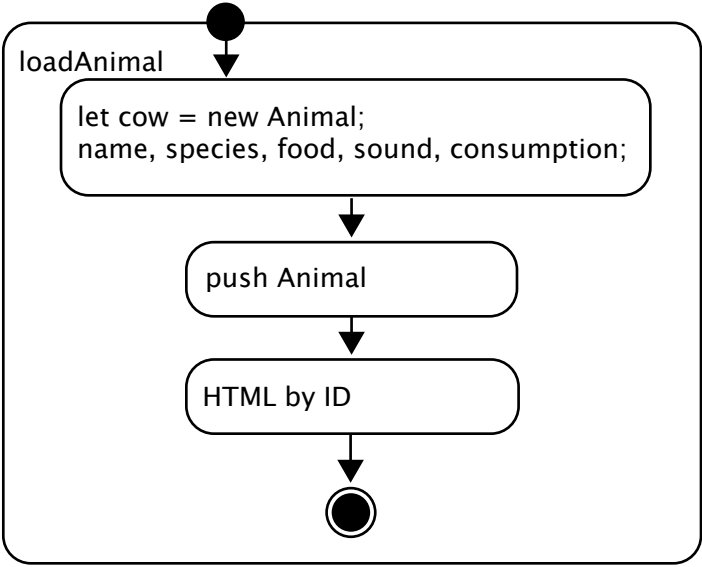 loadAnimal
let cow = new Animal;
name, species, food, sound, consumption;
push Animal
HTML by ID